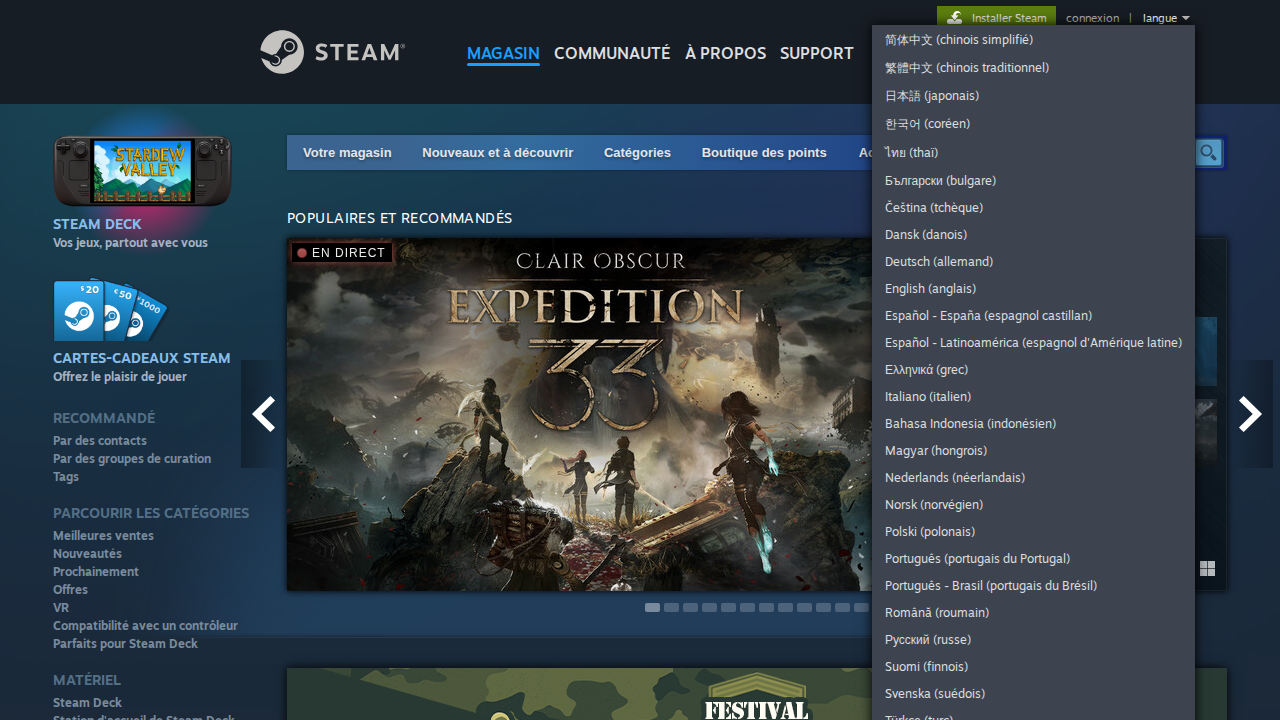 Installer Steam
connexion | langue
STEAM®
MAGASIN COMMUNAUTÉ À PROPOS SUPPORT
简体中文 (chinois simplifié)
繁體中文 (chinois traditionnel)
日本語 (japonais)
한국어 (coréen)
ไทย (thaï)
Български (bulgare)
Čeština (tchèque)
Dansk (danois)
Deutsch (allemand)
English (anglais)
Español - España (espagnol castillan)
Español - Latinoamérica (espagnol d'Amérique latine)
Ελληνικά (grec)
Italiano (italien)
Bahasa Indonesia (indonésien)
Magyar (hongrois)
Nederlands (néerlandais)
Norsk (norvégien)
Polski (polonais)
Português (portugais du Portugal)
Português - Brasil (portugais du Brésil)
Română (roumain)
Русский (russe)
Suomi (finnois)
Svenska (suédois)
Türkçe (turc)
STARDEW VALLEY
STEAM DECK
Vos jeux, partout avec vous
$ 20
€ 50
1000
CARTES-CADEAUX STEAM
Offrez le plaisir de jouer
RECOMMANDÉ
Par des contacts
Par des groupes de curation
Tags
PARCOURIR LES CATÉGORIES
Meilleures ventes
Nouveautés
Prochainement
Offres
VR
Compatibilité avec un contrôleur
Parfaits pour Steam Deck
MATÉRIEL
Steam Deck
Station d'accueil de Steam Deck
Votre magasin Nouveaux et à découvrir Catégories Boutique des points
POPULAIRES ET RECOMMANDÉS
EN DIRECT
CLAIR OBSCUR
EXPEDITION
33
FESTIVAL